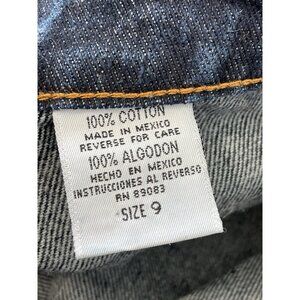 100% COTTON
MADE IN MEXICO
REVERSE FOR CARE
100% ALGODON
HECHO EN MEXICO
INSTRUCCIONES AL REVERSO
RN 89083
SIZE 9